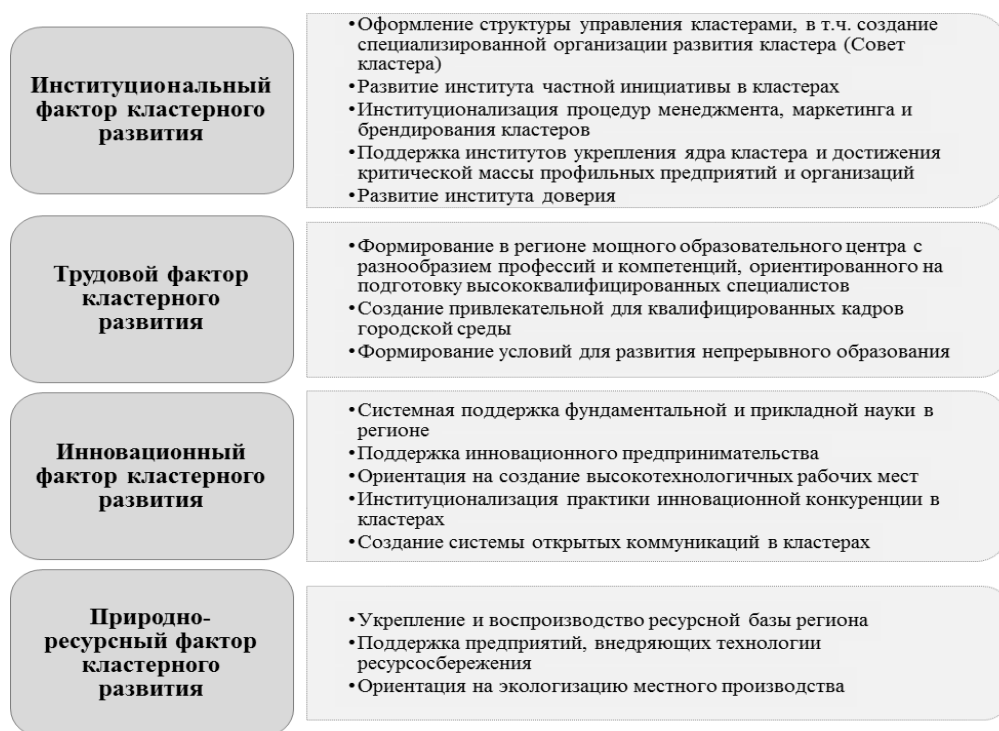 Институциональный
фактор кластерного
развития
•Оформление структуры управления кластерами, в т.ч. создание
специализированной организации развития кластера (Совет
кластера)
•Развитие института частной инициативы в кластерах
•Институционализация процедур менеджмента, маркетинга и
брендирования кластеров
•Поддержка институтов укрепления ядра кластера и достижения
критической массы профильных предприятий и организаций
•Развитие института доверия
Трудовой фактор
кластерного
развития
•Формирование в регионе мощного образовательного центра с
разнообразием профессий и компетенций, ориентированного на
подготовку высококвалифицированных специалистов
•Создание привлекательной для квалифицированных кадров
городской среды
•Формирование условий для развития непрерывного образования
Инновационный
фактор кластерного
развития
•Системная поддержка фундаментальной и прикладной науки в
регионе
•Поддержка инновационного предпринимательства
•Ориентация на создание высокотехнологичных рабочих мест
•Институционализация практики инновационной конкуренции в
кластерах
•Создание системы открытых коммуникаций в кластерах
Природно-
ресурсный фактор
кластерного
развития
•Укрепление и воспроизводство ресурсной базы региона
•Поддержка предприятий, внедряющих технологии
ресурсосбережения
•Ориентация на экологизацию местного производства